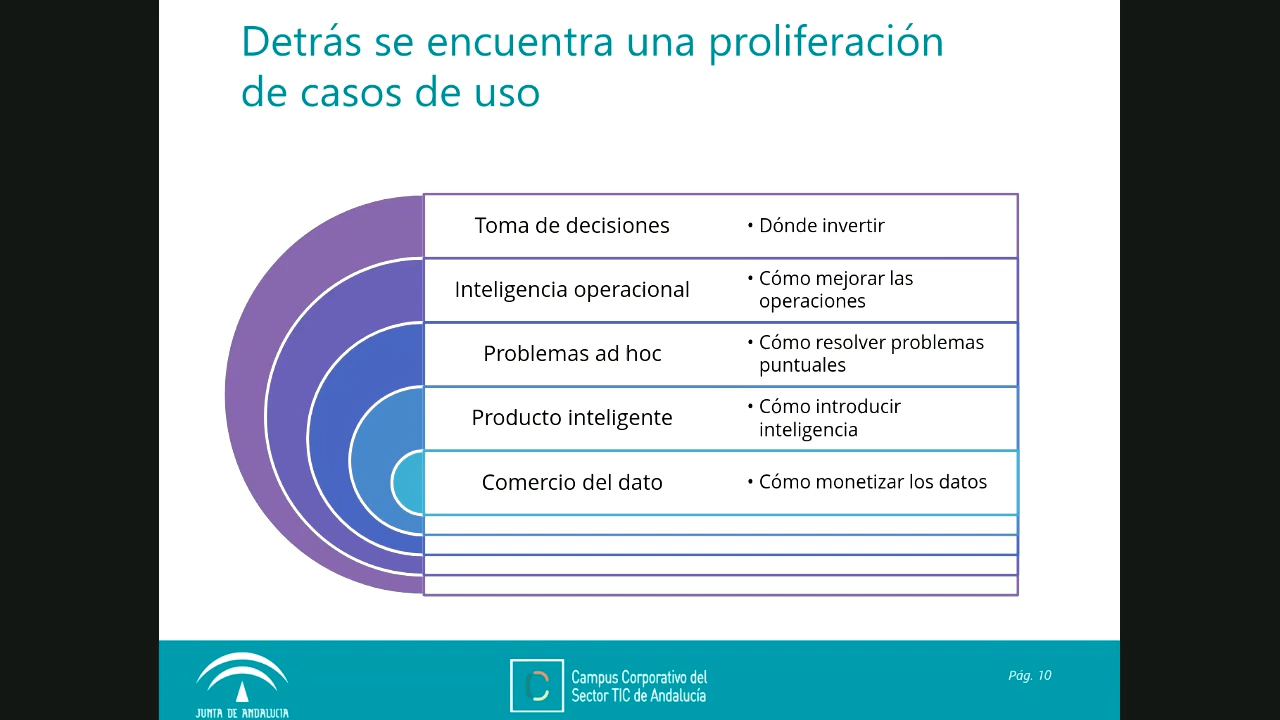 Detrás se encuentra una proliferación
de casos de uso
Toma de decisiones
• Dónde invertir
Inteligencia operacional
• Cómo mejorar las
operaciones
Problemas ad hoc
• Cómo resolver problemas
puntuales
Producto inteligente
• Cómo introducir
inteligencia
Comercio del dato
• Cómo monetizar los datos
JUNTA DE ANDALUCIA
C
Campus Corporativo del
Sector TIC de Andalucía
Pág. 10